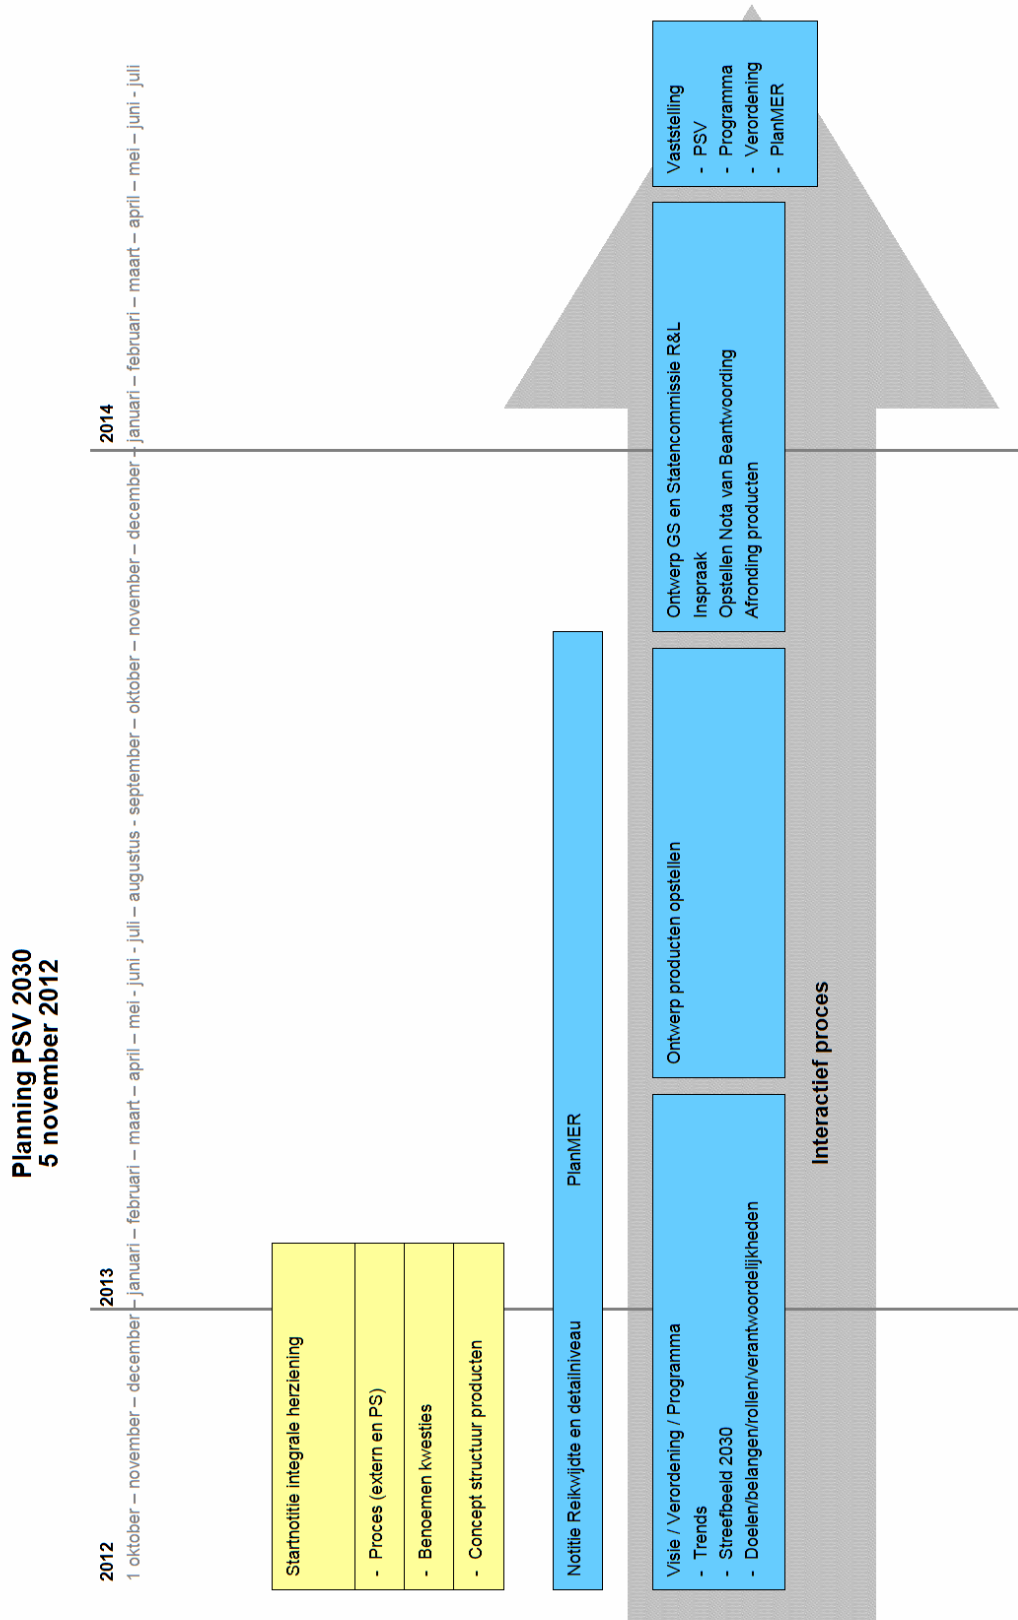 Planning PSV 2030
5 november 2012
2012
2013
2014
1 oktober – november – december – januari – februari – maart – april – mei - juni - juli – augustus - september – oktober – november – december – januari – februari – maart – april – mei – juni - juli
Startnotitie integrale herziening
- Proces (extern en PS)
- Benoemen kwesties
- Concept structuur producten
Notitie Reikwijdte en detailniveau
PlanMER
Visie / Verordening / Programma
- Trends
- Streefbeeld 2030
- Doelen/belangen/rollen/verantwoordelijkheden
Ontwerp producten opstellen
Ontwerp GS en Statencommissie R&L
Inspraak
Opstellen Nota van Beantwoording
Afronding producten
Vaststelling
- PSV
- Programma
- Verordening
- PlanMER
Interactief proces